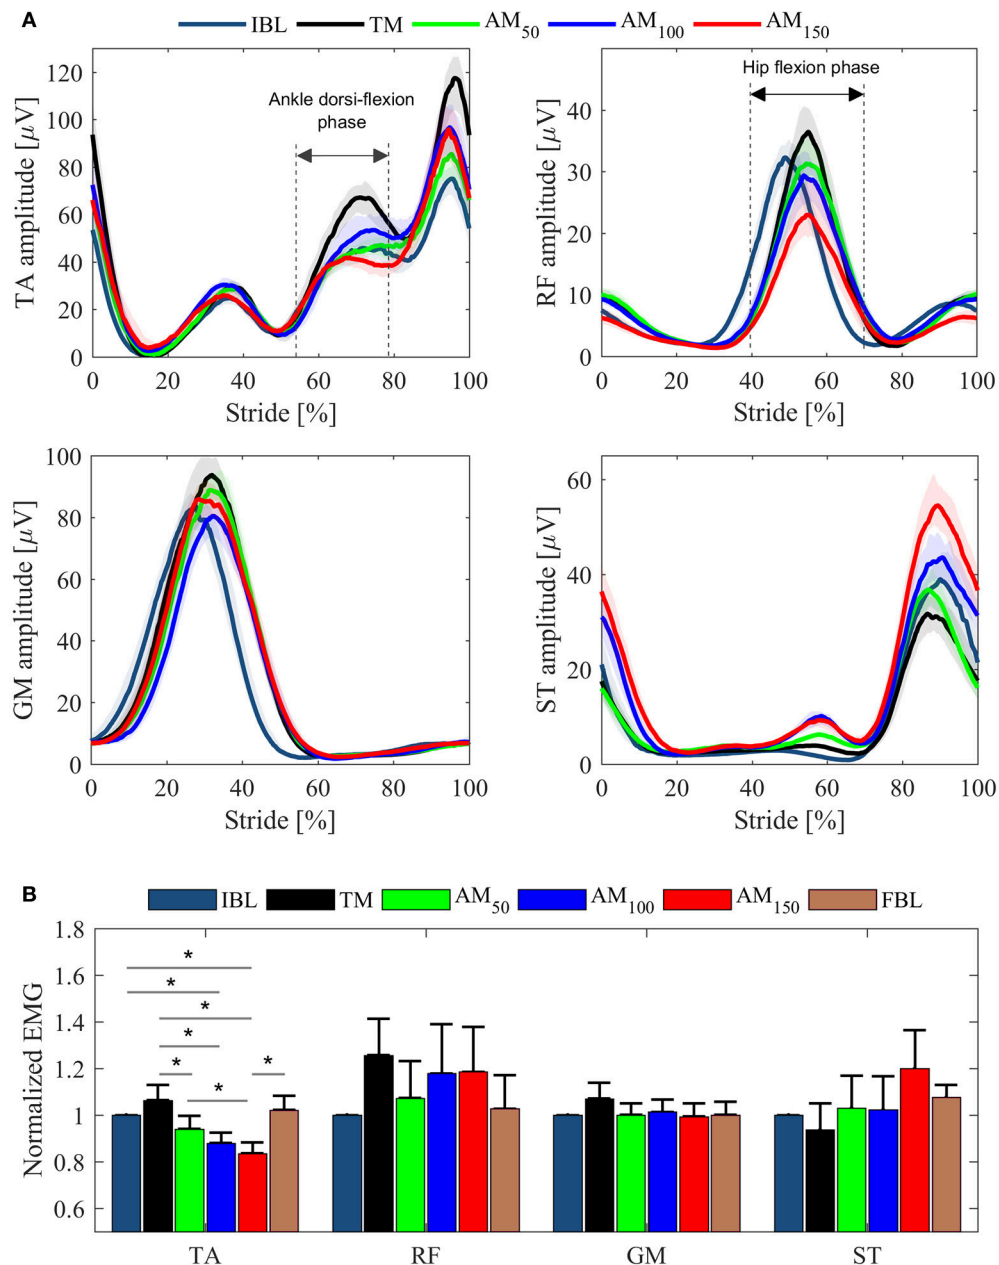 A
IBL TM AM50 AM100 AM150
TA amplitude [μV]
120
100
80
60
40
20
0
Ankle dorsi-flexion
phase
0 20 40 60 80 100
Stride [%]
RF amplitude [μV]
40
30
20
10
0
Hip flexion phase
0 20 40 60 80 100
Stride [%]
GM amplitude [μV]
100
80
60
40
20
0
0 20 40 60 80 100
Stride [%]
ST amplitude [μV]
60
40
20
0
0 20 40 60 80 100
Stride [%]
B
IBL TM AM50 AM100 AM150 FBL
Normalized EMG
1.8
1.6
1.4
1.2
1
0.8
0.6
*
*
*
*
* *
*
TA RF GM ST